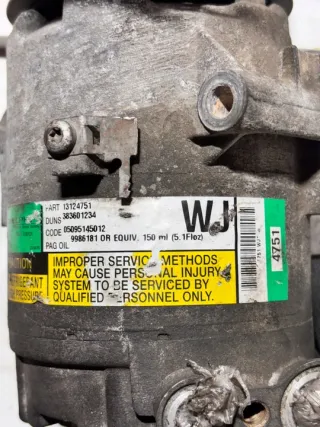 PART 13124751
DUNS 383601234
CODE 05095145012
9986181 OR EQUIV. 150 ml (5.1Floz)
PAG OIL
WJ
4751
IMPROPER SERVICE METHODS
MAY CAUSE PERSONAL INJURY
SYSTEM TO BE SERVICED BY
QUALIFIED PERSONNEL ONLY.